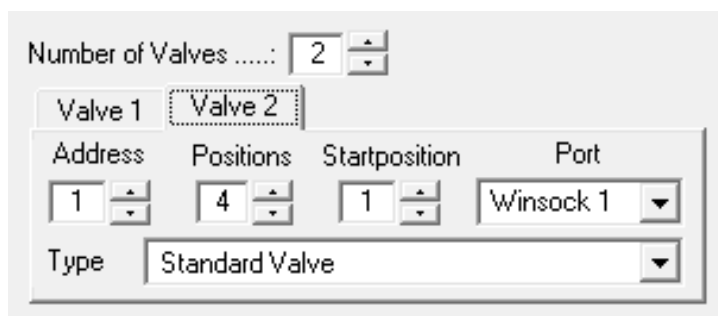 Number of Valves .....: 2
Valve 1 Valve 2
Address Positions Startposition Port
1 4 1 Winsock 1
Type Standard Valve